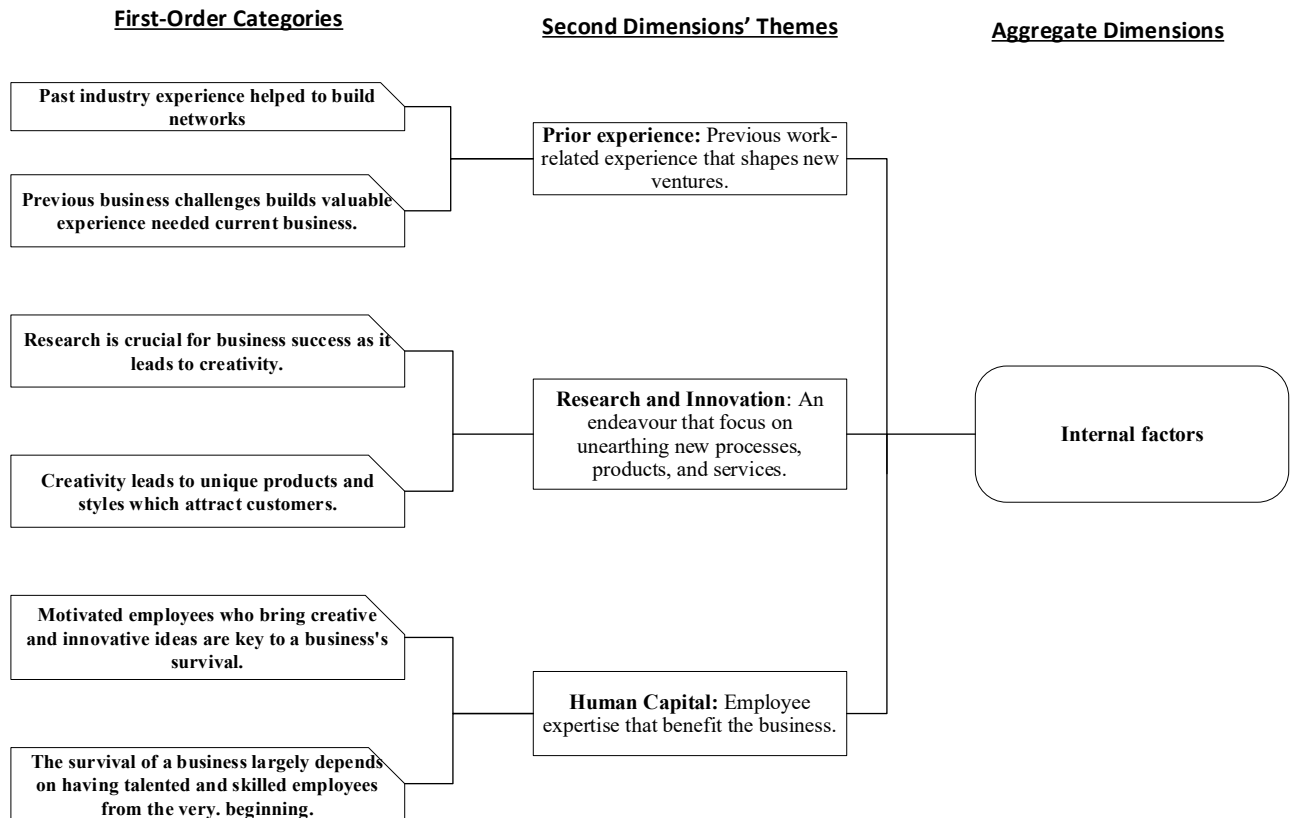 First-Order Categories
Second Dimensions’ Themes
Aggregate Dimensions
Past industry experience helped to build
networks
Previous business challenges builds valuable
experience needed current business.
Prior experience: Previous work-
related experience that shapes new
ventures.
Research is crucial for business success as it
leads to creativity.
Creativity leads to unique products and
styles which attract customers.
Research and Innovation: An
endeavour that focus on
unearthing new processes,
products, and services.
Internal factors
Motivated employees who bring creative
and innovative ideas are key to a business's
survival.
The survival of a business largely depends
on having talented and skilled employees
from the very. beginning.
Human Capital: Employee
expertise that benefit the business.